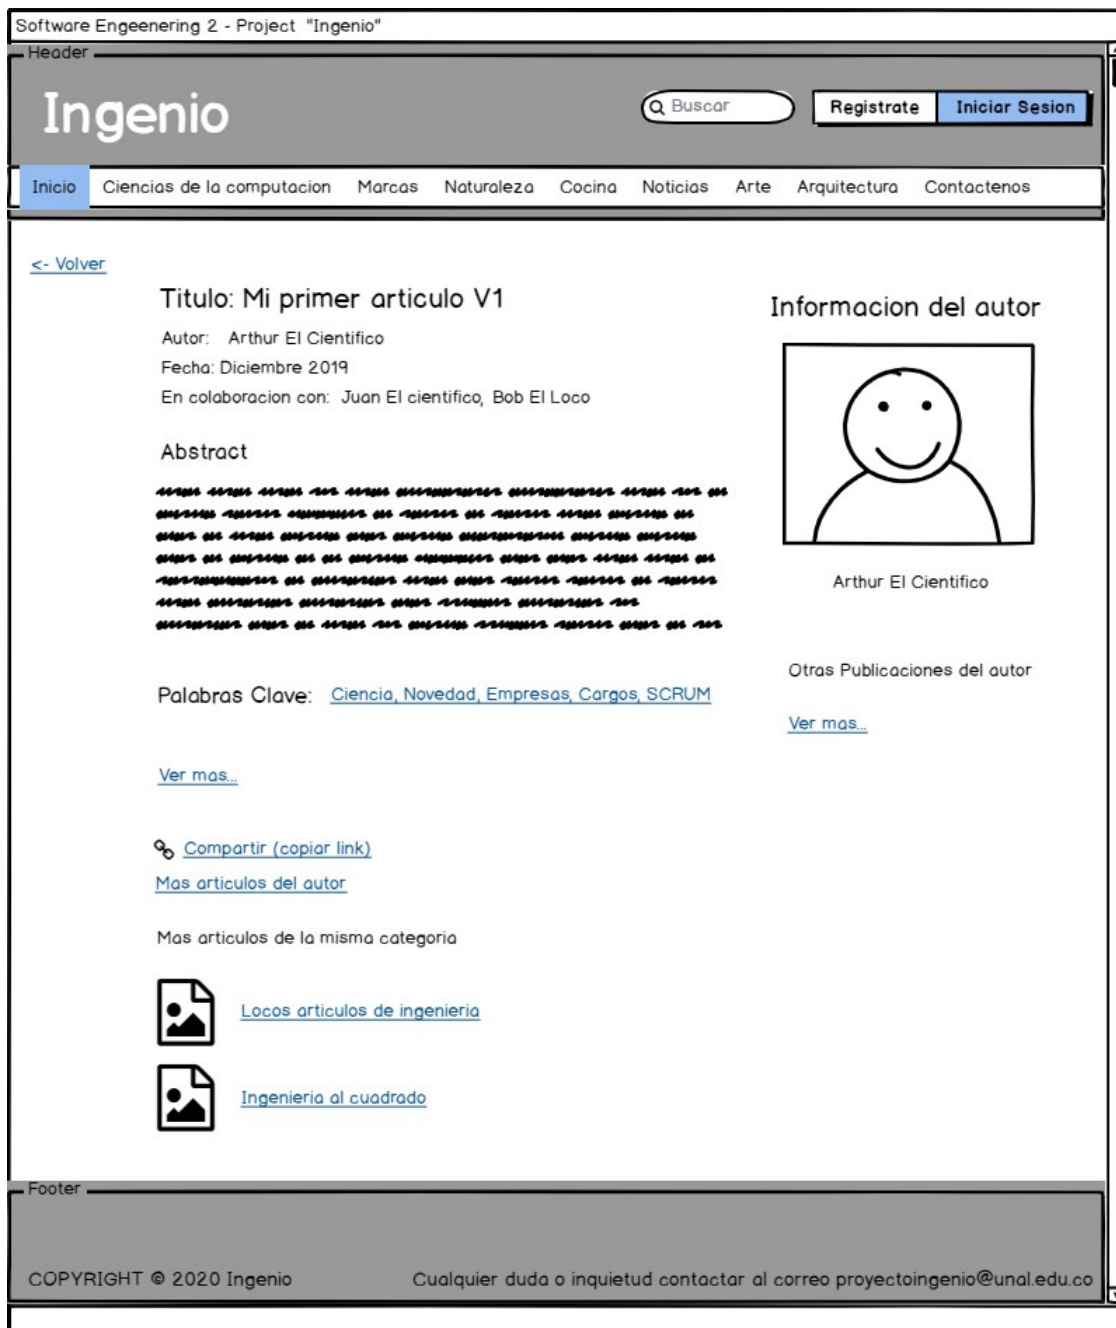 Software Engeenering 2 - Project "Ingenio"
Header
Ingenio
Buscar
Registrate Iniciar Sesion
Inicio Ciencias de la computacion Marcas Naturaleza Cocina Noticias Arte Arquitectura Contactenos
<- Volver
Titulo: Mi primer articulo V1
Autor: Arthur El Cientifico
Fecha: Diciembre 2019
En colaboracion con: Juan El cientifico, Bob El Loco
Abstract
Palabras Clave: Ciencia, Novedad, Empresas, Cargos, SCRUM
Ver mas...
Compartir (copiar link)
Mas articulos del autor
Mas articulos de la misma categoria
Locos articulos de ingenieria
Ingenieria al cuadrado
Informacion del autor
Arthur El Cientifico
Otras Publicaciones del autor
Ver mas...
Footer
COPYRIGHT © 2020 Ingenio
Cualquier duda o inquietud contactar al correo proyectoingenio@unal.edu.co